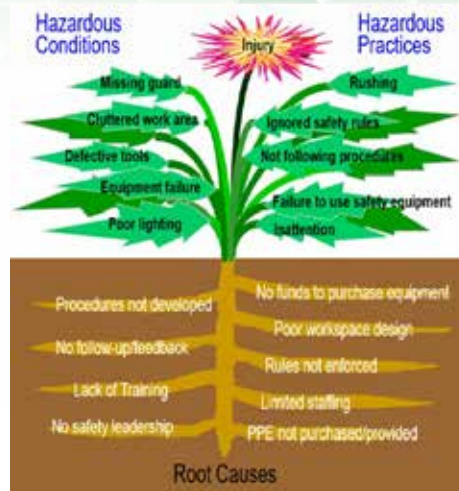 Hazardous Conditions
Hazardous Practices
Injury
Missing guard
Rushing
Cluttered work area
Ignored safety rules
Defective tools
Not following procedures
Equipment failure
Failure to use safety equipment
Poor lighting
Inattention
Procedures not developed
No funds to purchase equipment
Poor workspace design
No follow-up/feedback
Rules not enforced
Lack of Training
Limited staffing
No safety leadership
PPE not purchased/provided
Root Causes